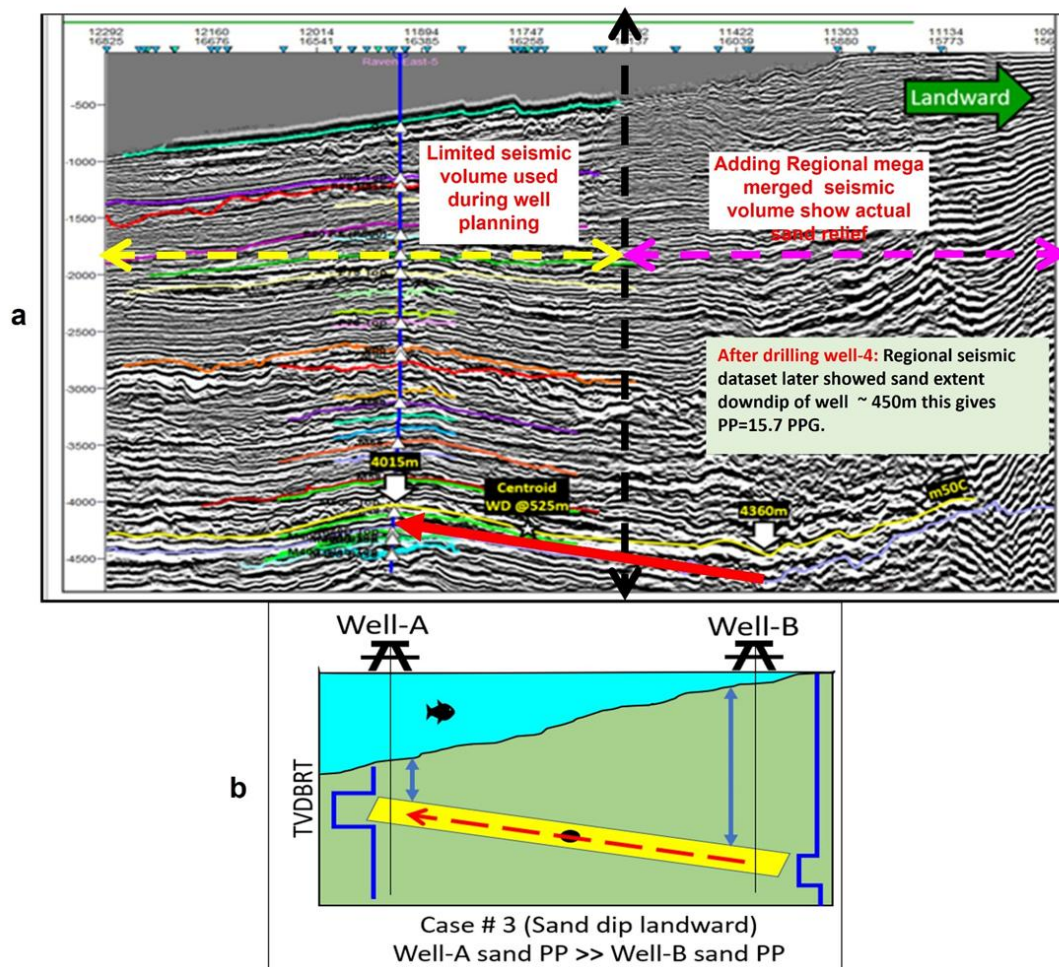 12292 12160 12014 11894 11747 11422 11303 11134
16825 16676 16541 16427 16258 16039 15880 15773
Raven East-5
-500
-1000
-1500
-2000
-2500
-3000
-3500
-4000
-4500
Landward
Limited seismic
volume used
during well
planning
Adding Regional mega
merged seismic
volume show actual
sand relief
a
After drilling well-4: Regional seismic
dataset later showed sand extent
downdip of well ~ 450m this gives
PP=15.7 PPG.
4015m
Centroid
WD @525m
4360m
m50C
Well-A
Well-B
b
TVDBRT
Case # 3 (Sand dip landward)
Well-A sand PP >> Well-B sand PP